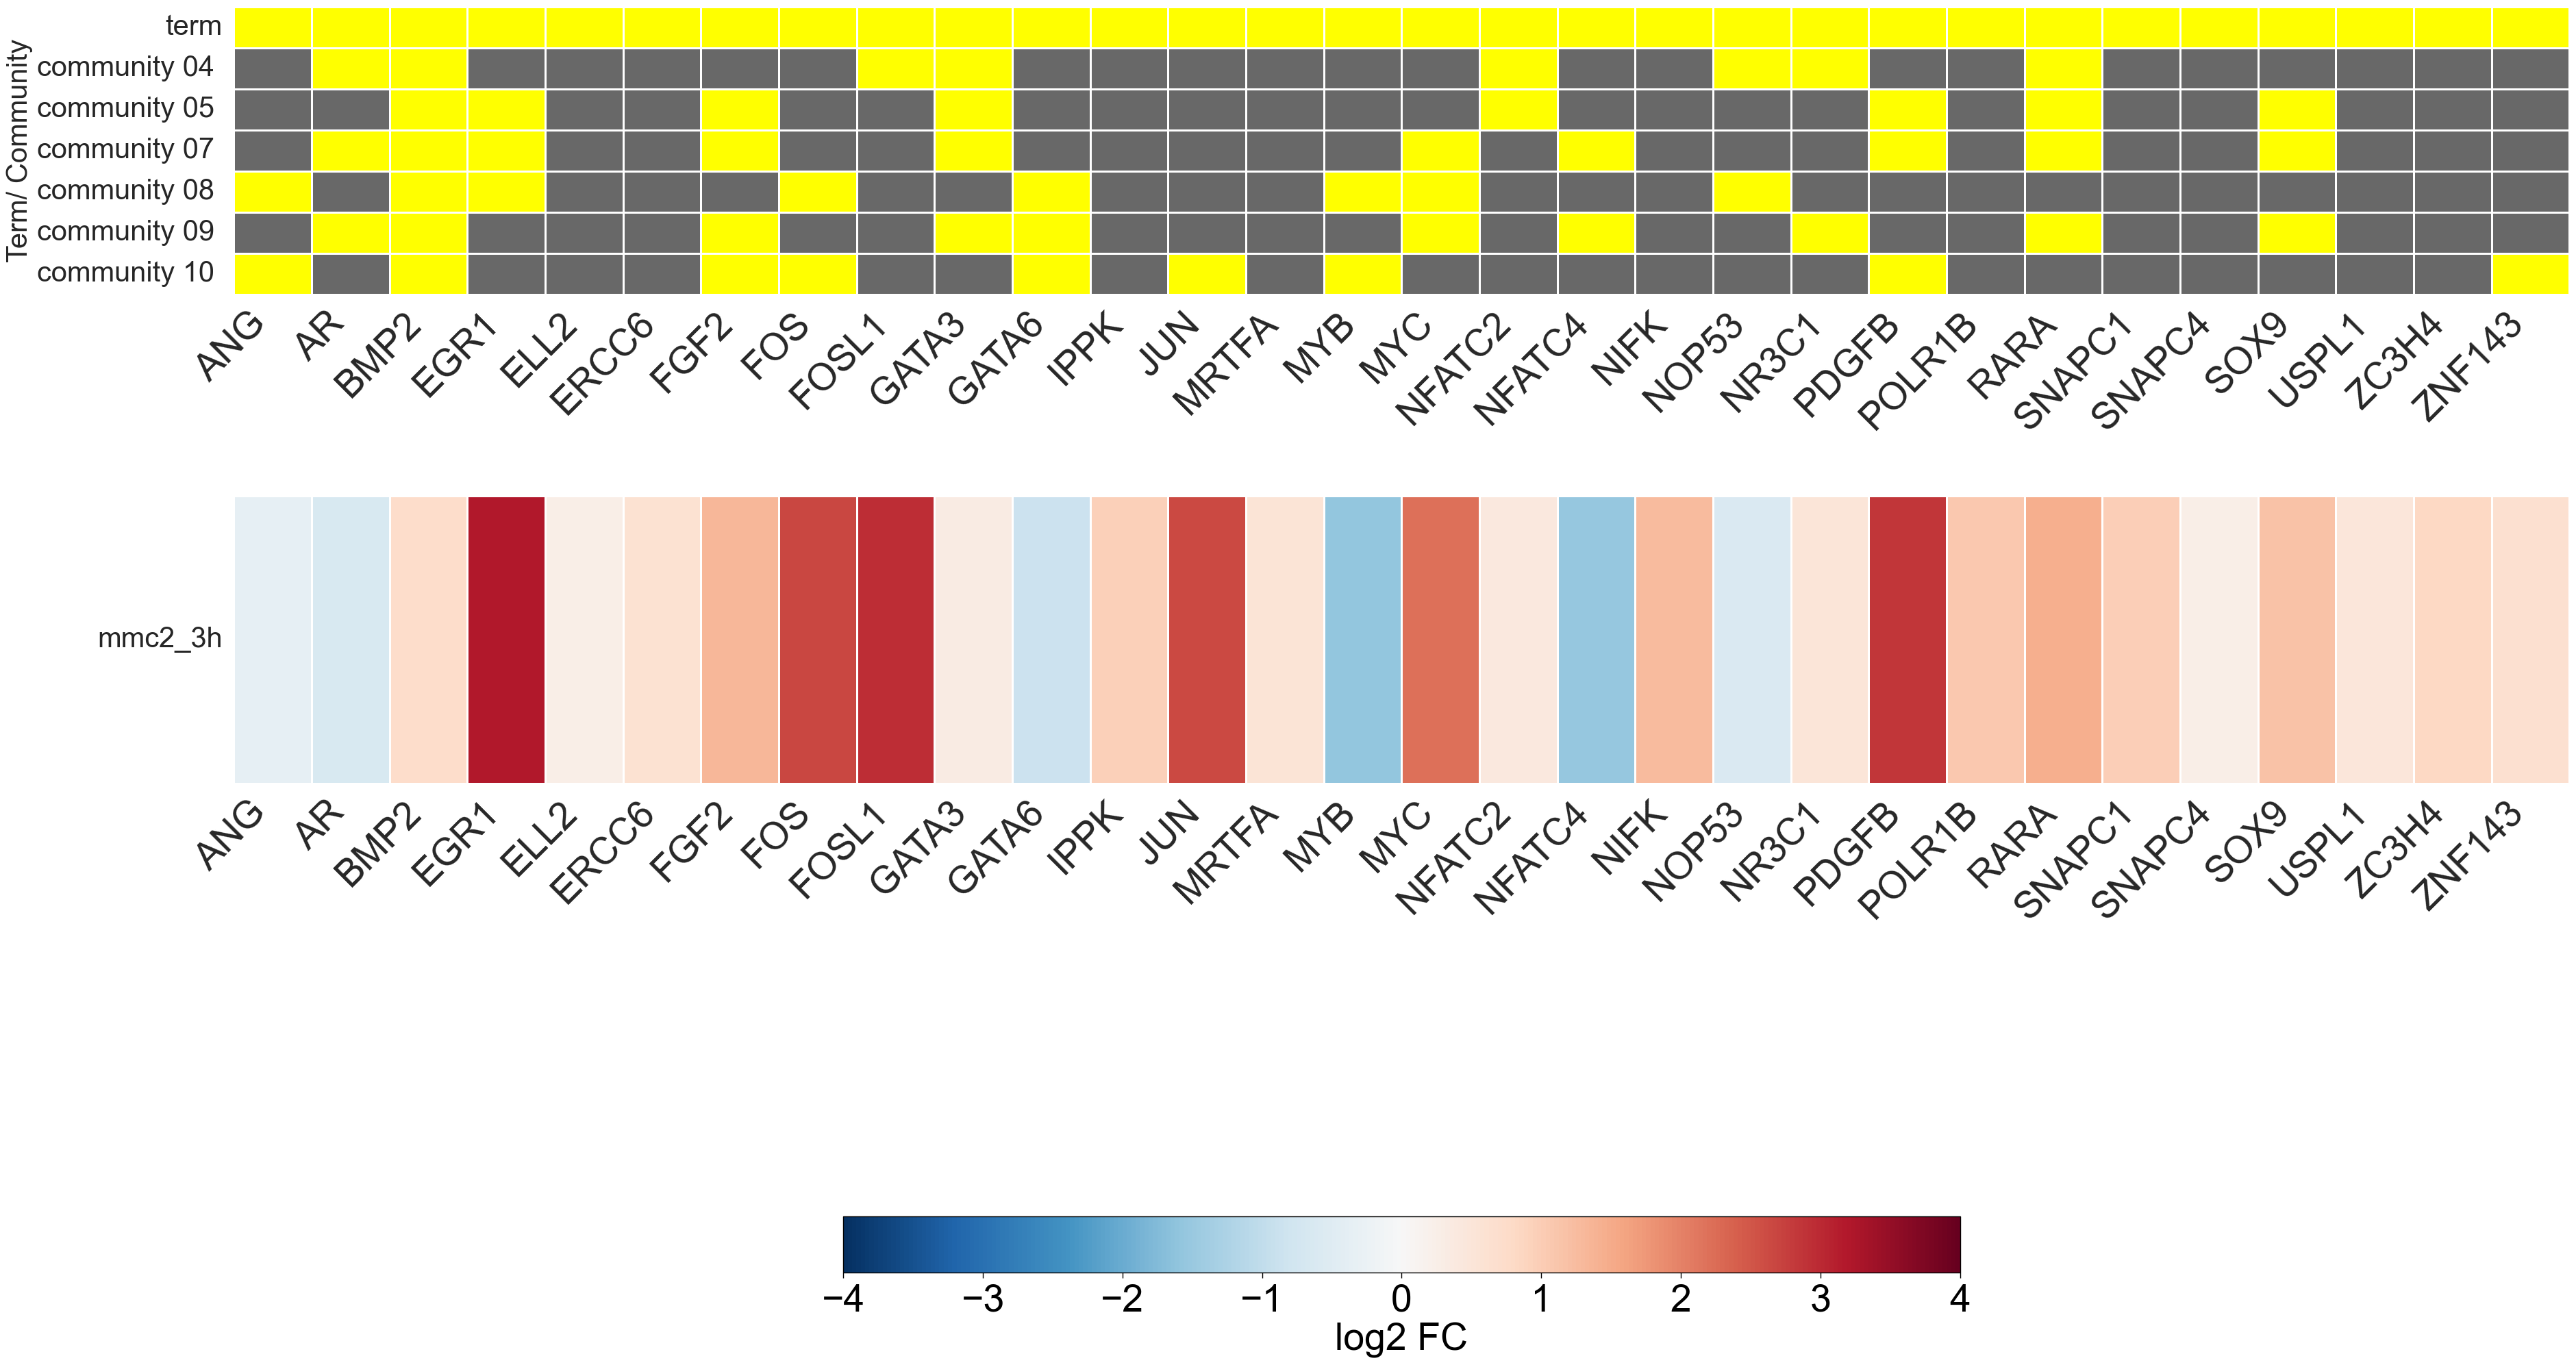 Term/ Community
term
community 04
community 05
community 07
community 08
community 09
community 10
ANG AR BMP2 EGR1 ELL2 ERCC6 FGF2 FOS FOSL1 GATA3 GATA6 IPPK JUN MRTFA MYB MYC NFATC2 NFATC4 NIFK NOP53 NR3C1 PDGFB POLR1B RARA SNAPC1 SNAPC4 SOX9 USPL1 ZC3H4 ZNF143
mmc2_3h
ANG AR BMP2 EGR1 ELL2 ERCC6 FGF2 FOS FOSL1 GATA3 GATA6 IPPK JUN MRTFA MYB MYC NFATC2 NFATC4 NIFK NOP53 NR3C1 PDGFB POLR1B RARA SNAPC1 SNAPC4 SOX9 USPL1 ZC3H4 ZNF143
−4 −3 −2 −1 0 1 2 3 4
log2 FC